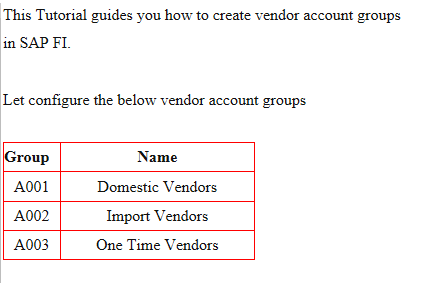 This Tutorial guides you how to create vendor account groups
in SAP FI.
Let configure the below vendor account groups
Group Name
A001 Domestic Vendors
A002 Import Vendors
A003 One Time Vendors